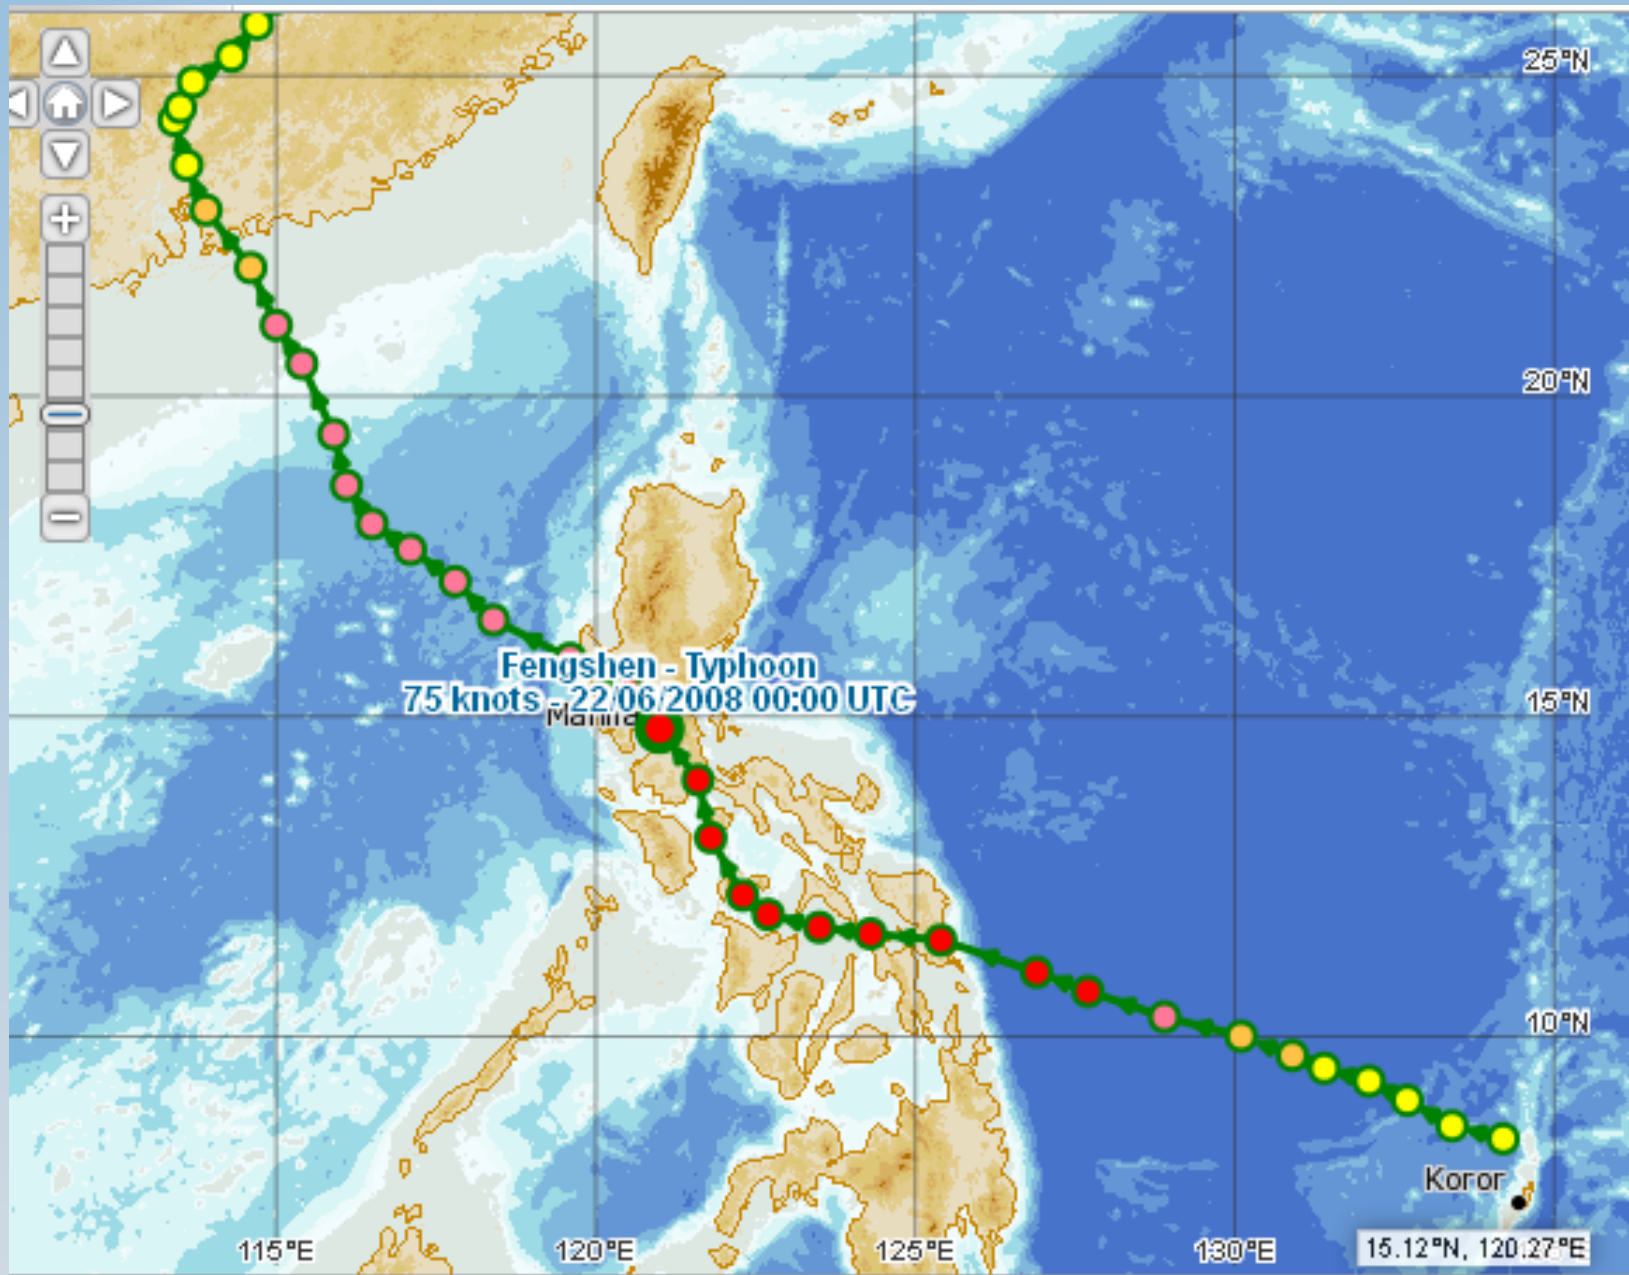 25°N
20°N
Fengshen - Typhoon
75 knots - 22/06/2008 00:00 UTC
15°N
Manila
10°N
Koror
115°E
120°E
125°E
130°E
15.12°N, 120.27°E